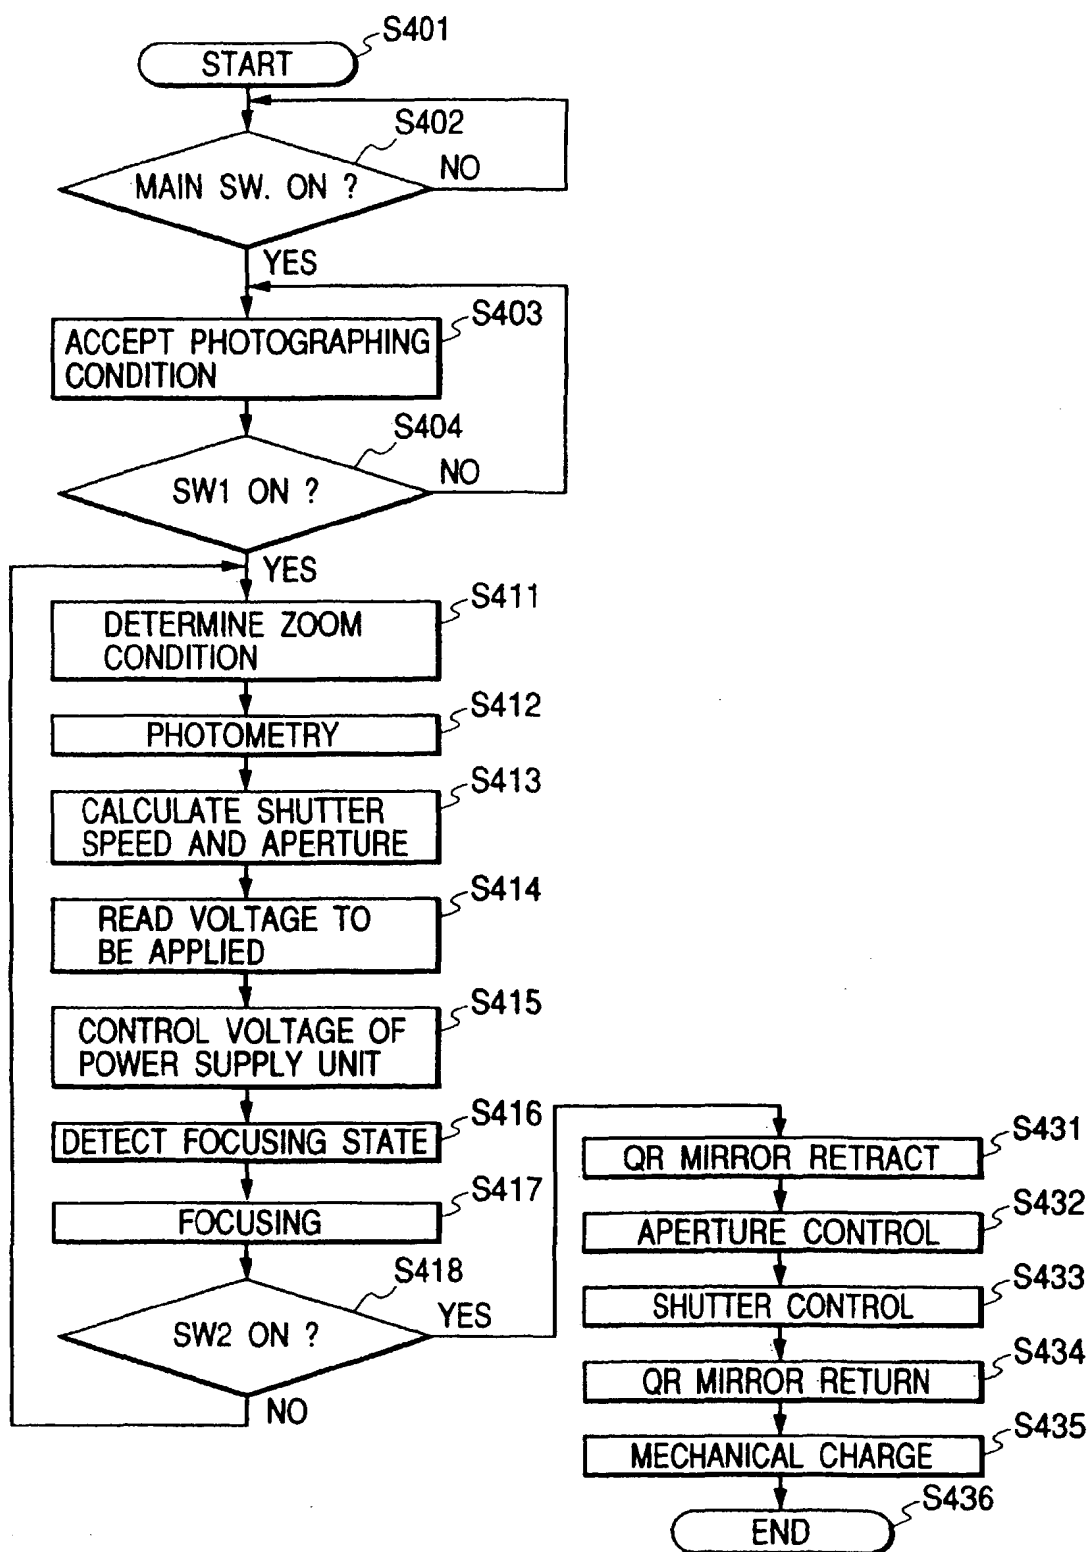 S401
START
S402
MAIN SW. ON ?
NO
YES
S403
ACCEPT PHOTOGRAPHING
CONDITION
S404
SW1 ON ?
NO
YES
S411
DETERMINE ZOOM
CONDITION
S412
PHOTOMETRY
S413
CALCULATE SHUTTER
SPEED AND APERTURE
S414
READ VOLTAGE TO
BE APPLIED
S415
CONTROL VOLTAGE OF
POWER SUPPLY UNIT
S416
DETECT FOCUSING STATE
S417
FOCUSING
S418
SW2 ON ?
YES
NO
S431
QR MIRROR RETRACT
S432
APERTURE CONTROL
S433
SHUTTER CONTROL
S434
QR MIRROR RETURN
S435
MECHANICAL CHARGE
S436
END